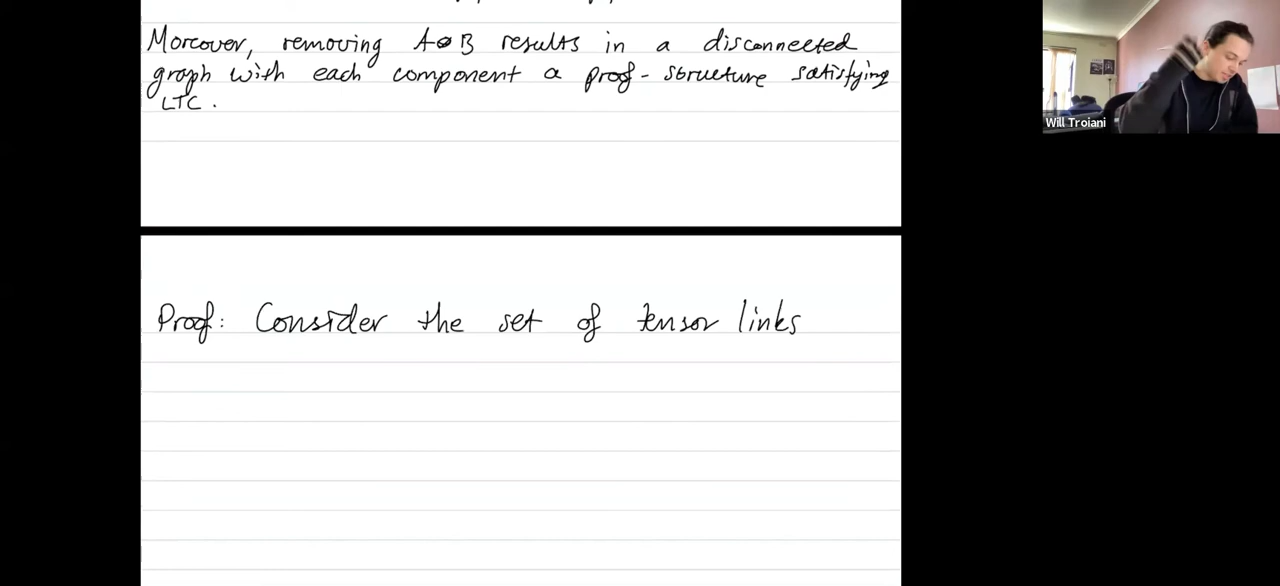 Moreover, removing A⊗B results in a disconnected
graph with each component a proof-structure satisfying
LTC.
Will Troiani
Proof: Consider the set of tensor links